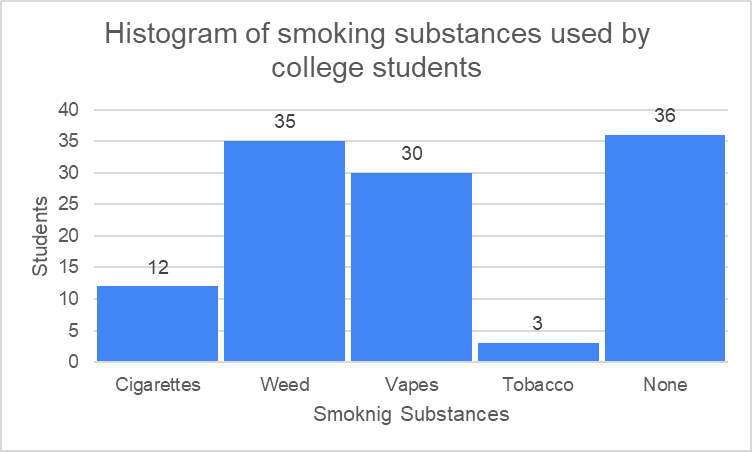 Histogram of smoking substances used by
college students
40
35
30
25
20
15
10
5
0
Students
12
35
30
3
36
Cigarettes
Weed
Vapes
Tobacco
None
Smoknig Substances